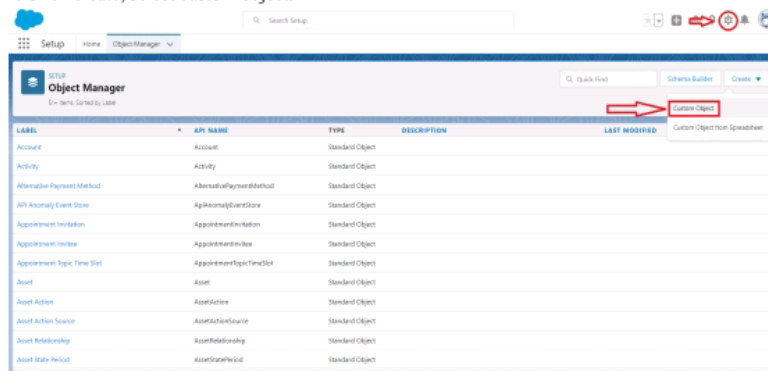 Search Setup
Setup Home Object Manager
SETUP
Object Manager
51+ Items, Sorted by Label
Quick Find
Schema Builder
Create
Custom Object
Custom Object from Spreadsheet
LABEL API NAME TYPE DESCRIPTION LAST MODIFIED
Account Account Standard Object
Activity Activity Standard Object
Alternative Payment Method AlternativePaymentMethod Standard Object
API Anomaly Event Store ApiAnomalyEventStore Standard Object
Appointment Invitation AppointmentInvitation Standard Object
Appointment Invitee AppointmentInvitee Standard Object
Appointment Topic Time Slot AppointmentTopicTimeSlot Standard Object
Asset Asset Standard Object
Asset Action AssetAction Standard Object
Asset Action Source AssetActionSource Standard Object
Asset Relationship AssetRelationship Standard Object
Asset State Period AssetStatePeriod Standard Object